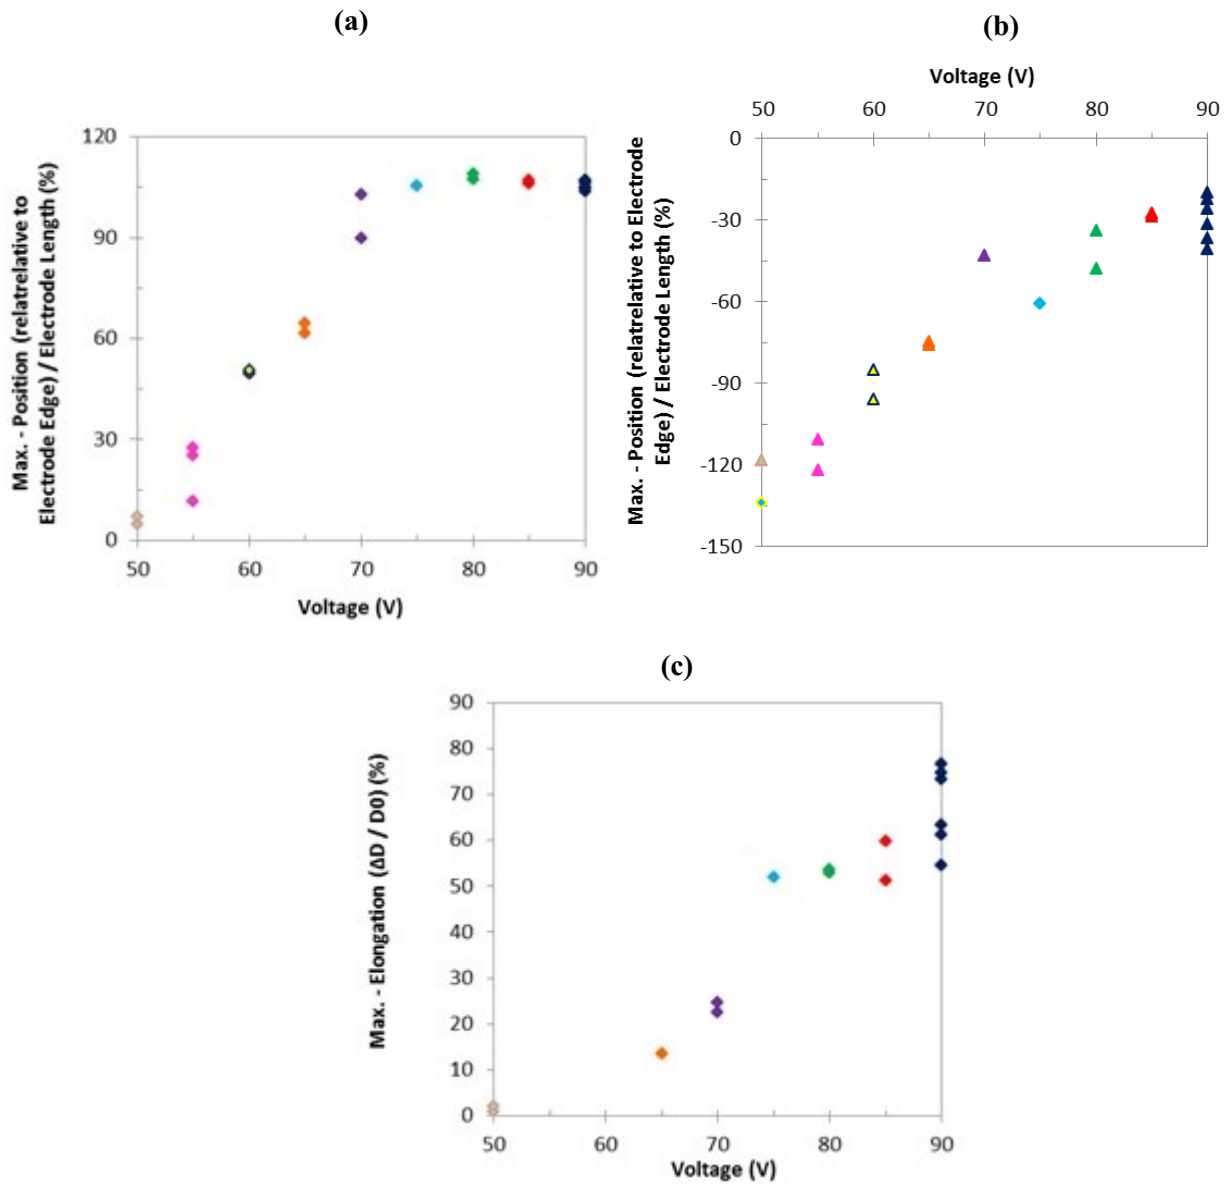 (a)
120
90
60
30
0
50 60 70 80 90
Voltage (V)
Max. - Position (relatrelative to
Electrode Edge) / Electrode Length (%)
(b)
Voltage (V)
50 60 70 80 90
0
-30
-60
-90
-120
-150
Max. - Position (relatrelative to Electrode
Edge) / Electrode Length (%)
(c)
90
80
70
60
50
40
30
20
10
0
50 60 70 80 90
Voltage (V)
Max. - Elongation (ΔD / D0) (%)